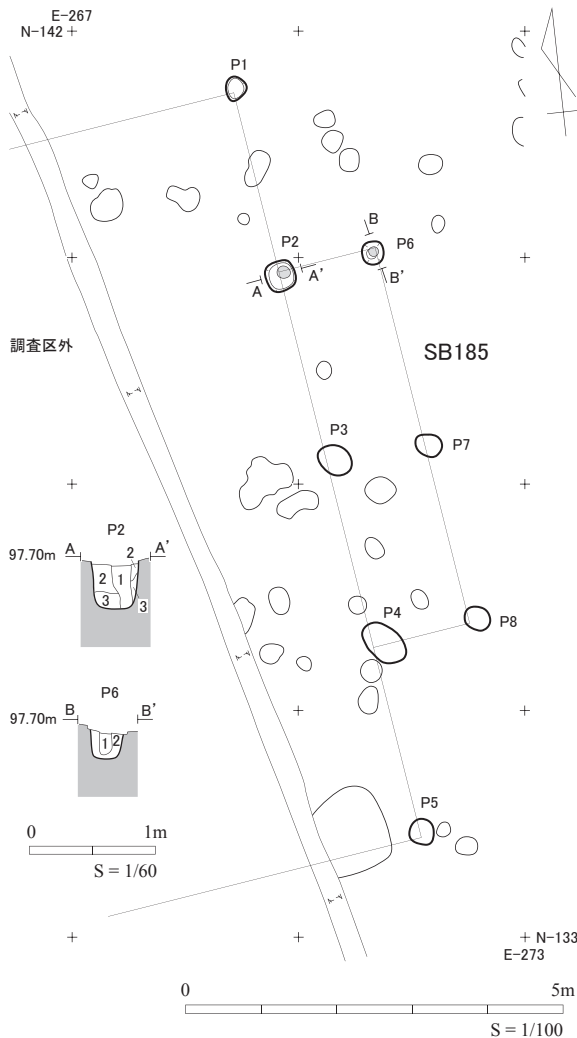 E-267
N-142
P1
P2
B
P6
A
A'
B'
調査区外
SB185
P3
P7
P2
97.70m
A
A'
2
2
1
3
3
P4
P8
P6
97.70m
B
B'
1
2
P5
0
1m
S = 1/60
N-133
E-273
0
5m
S = 1/100